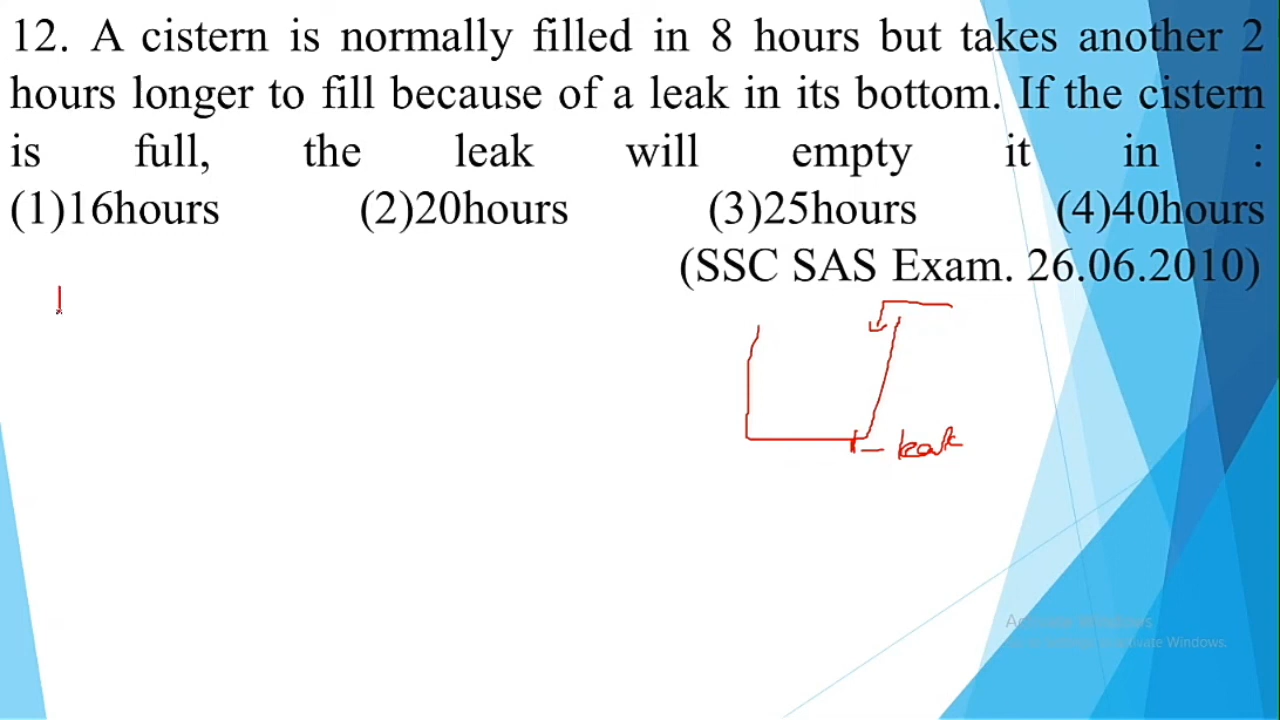 12. A cistern is normally filled in 8 hours but takes another 2
hours longer to fill because of a leak in its bottom. If the cistern
is full, the leak will empty it in :
(1)16hours (2)20hours (3)25hours (4)40hours
(SSC SAS Exam. 26.06.2010)
leak